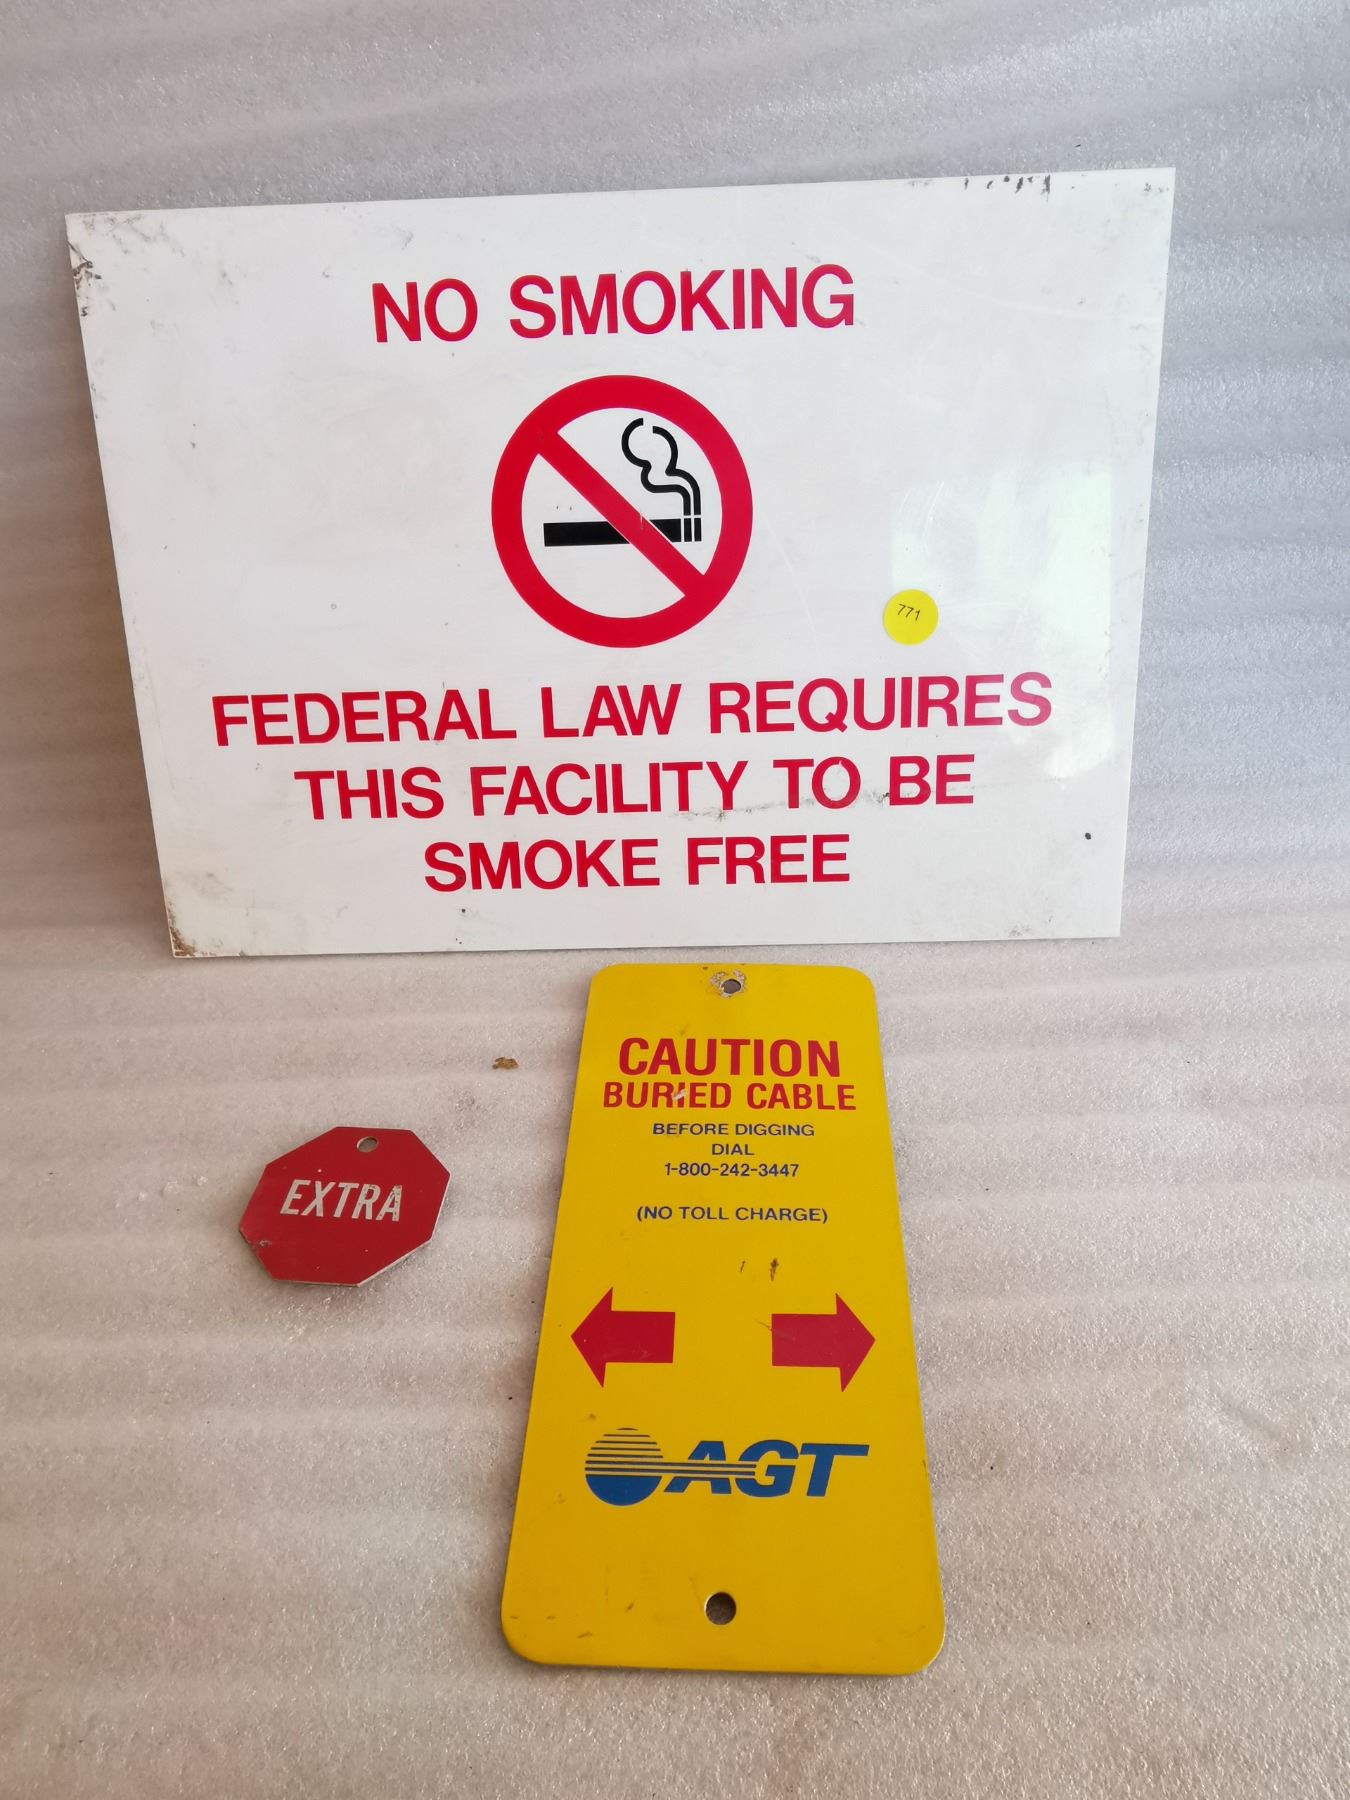 NO SMOKING
771
FEDERAL LAW REQUIRES
THIS FACILITY TO BE
SMOKE FREE
CAUTION
BURIED CABLE
BEFORE DIGGING
DIAL
1-800-242-3447
(NO TOLL CHARGE)
AGT
EXTRA